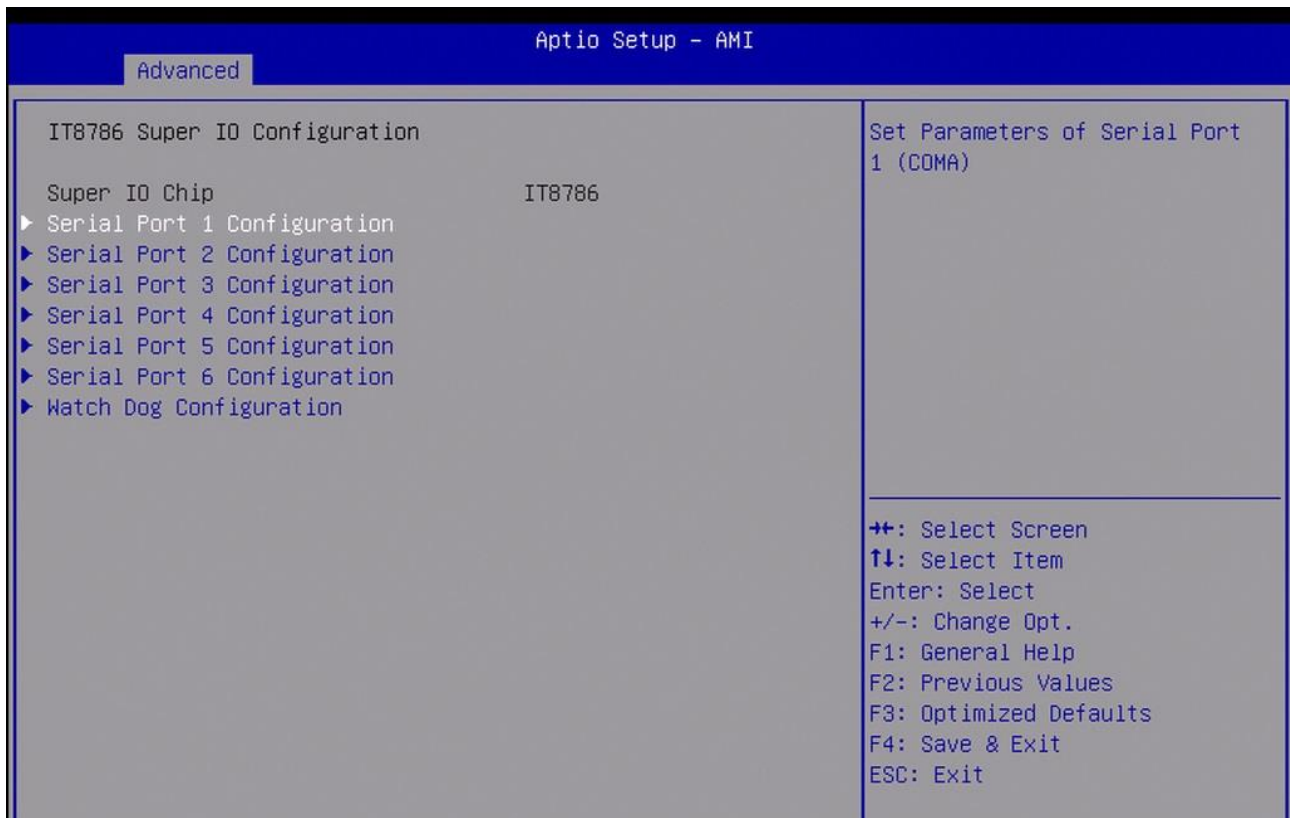 Aptio Setup – AMI
Advanced
IT8786 Super IO Configuration
Super IO Chip IT8786
Serial Port 1 Configuration
Serial Port 2 Configuration
Serial Port 3 Configuration
Serial Port 4 Configuration
Serial Port 5 Configuration
Serial Port 6 Configuration
Watch Dog Configuration
Set Parameters of Serial Port
1 (COMA)
→←: Select Screen
↑↓: Select Item
Enter: Select
+/-: Change Opt.
F1: General Help
F2: Previous Values
F3: Optimized Defaults
F4: Save & Exit
ESC: Exit